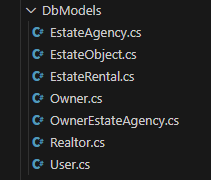 DbModels
C# EstateAgency.cs
C# EstateObject.cs
C# EstateRental.cs
C# Owner.cs
C# OwnerEstateAgency.cs
C# Realtor.cs
C# User.cs